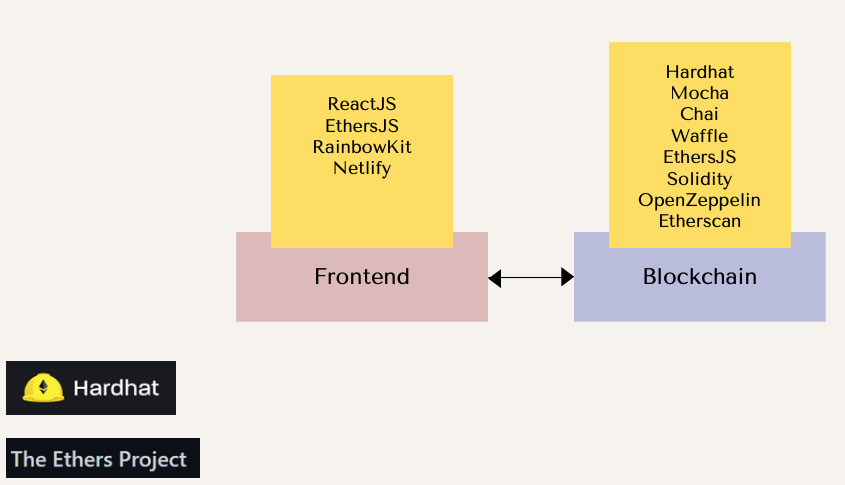 ReactJS
EthersJS
RainbowKit
Netlify
Frontend
Hardhat
Mocha
Chai
Waffle
EthersJS
Solidity
OpenZeppelin
Etherscan
Blockchain
Hardhat
The Ethers Project